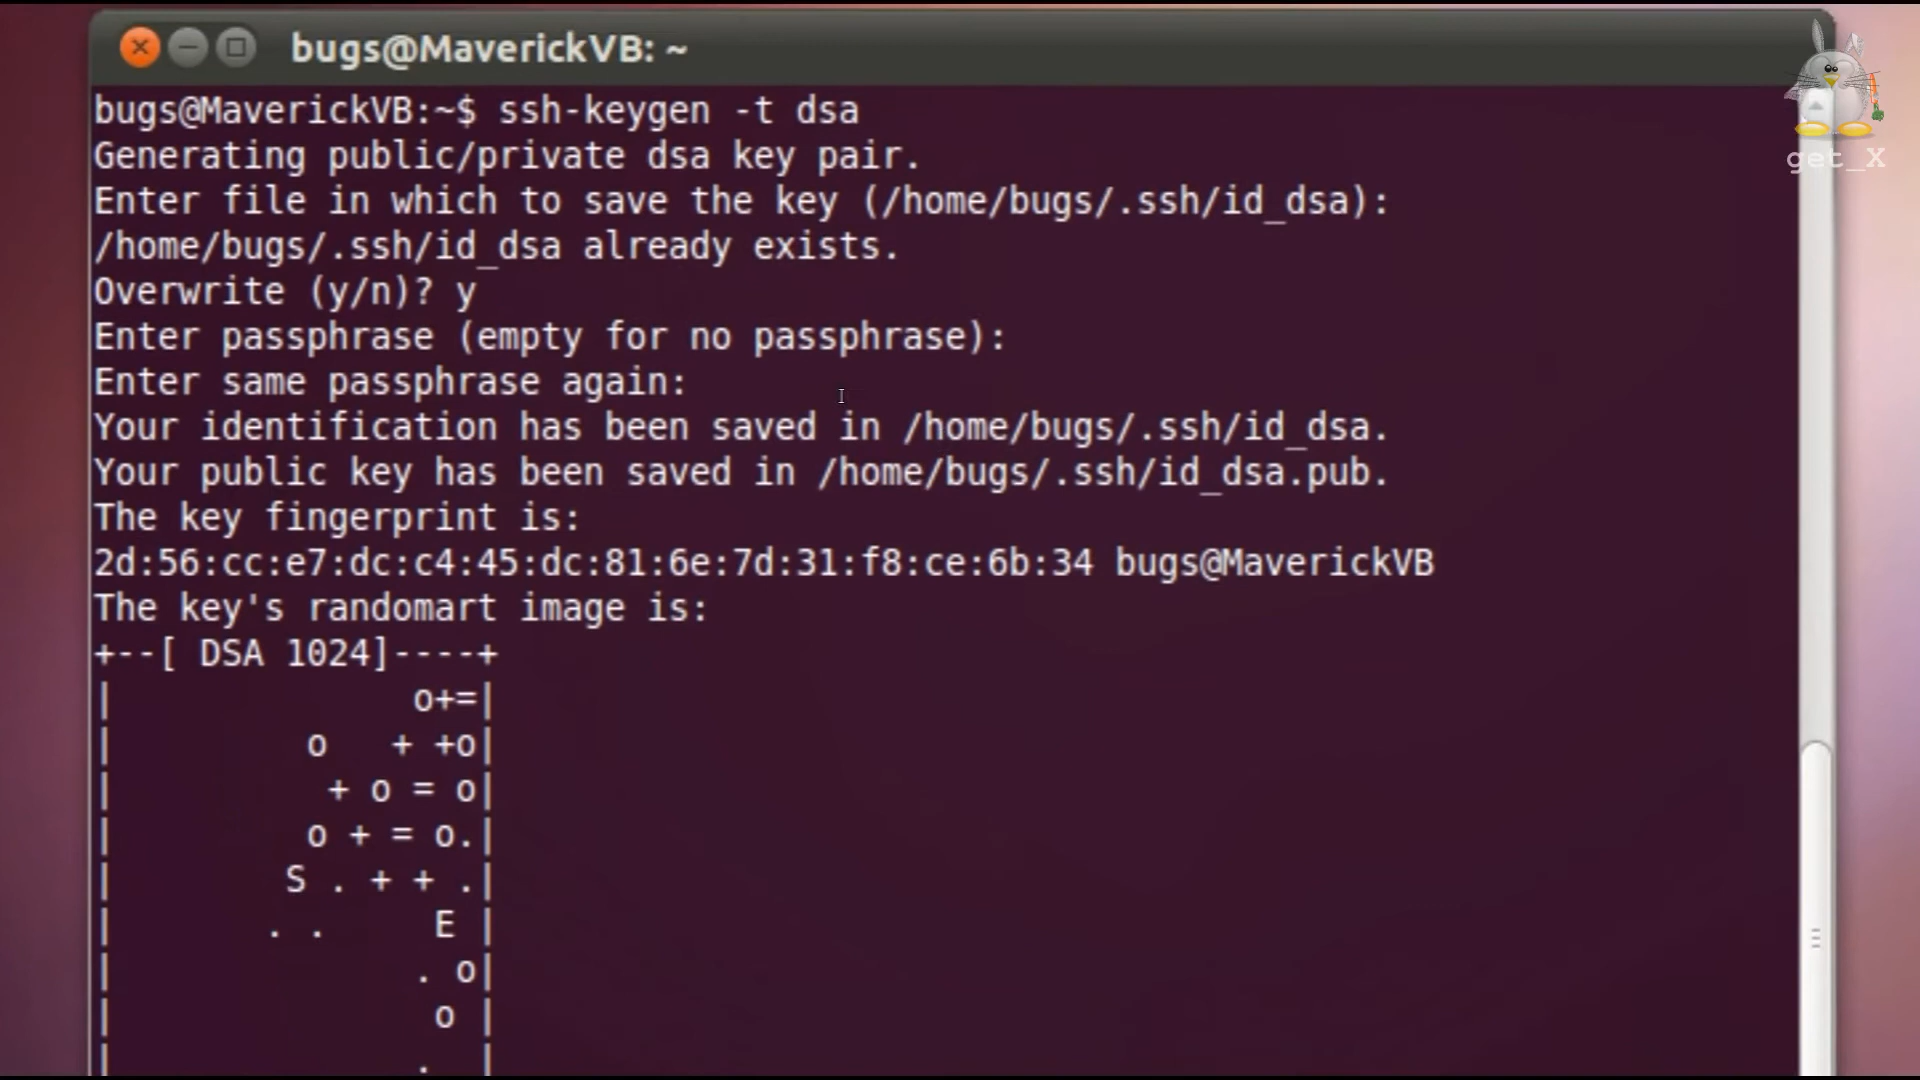 bugs@MaverickVB: ~
get_X
bugs@MaverickVB:~$ ssh-keygen -t dsa
Generating public/private dsa key pair.
Enter file in which to save the key (/home/bugs/.ssh/id_dsa):
/home/bugs/.ssh/id_dsa already exists.
Overwrite (y/n)? y
Enter passphrase (empty for no passphrase):
Enter same passphrase again:
Your identification has been saved in /home/bugs/.ssh/id_dsa.
Your public key has been saved in /home/bugs/.ssh/id_dsa.pub.
The key fingerprint is:
2d:56:cc:e7:dc:c4:45:dc:81:6e:7d:31:f8:ce:6b:34 bugs@MaverickVB
The key's randomart image is:
+--[ DSA 1024]----+
|              o+=|
|         o   + +o|
|          + o = o|
|         o + = o.|
|        S . + + .|
|       . .     E |
|              . o|
|               o |
|              .  |